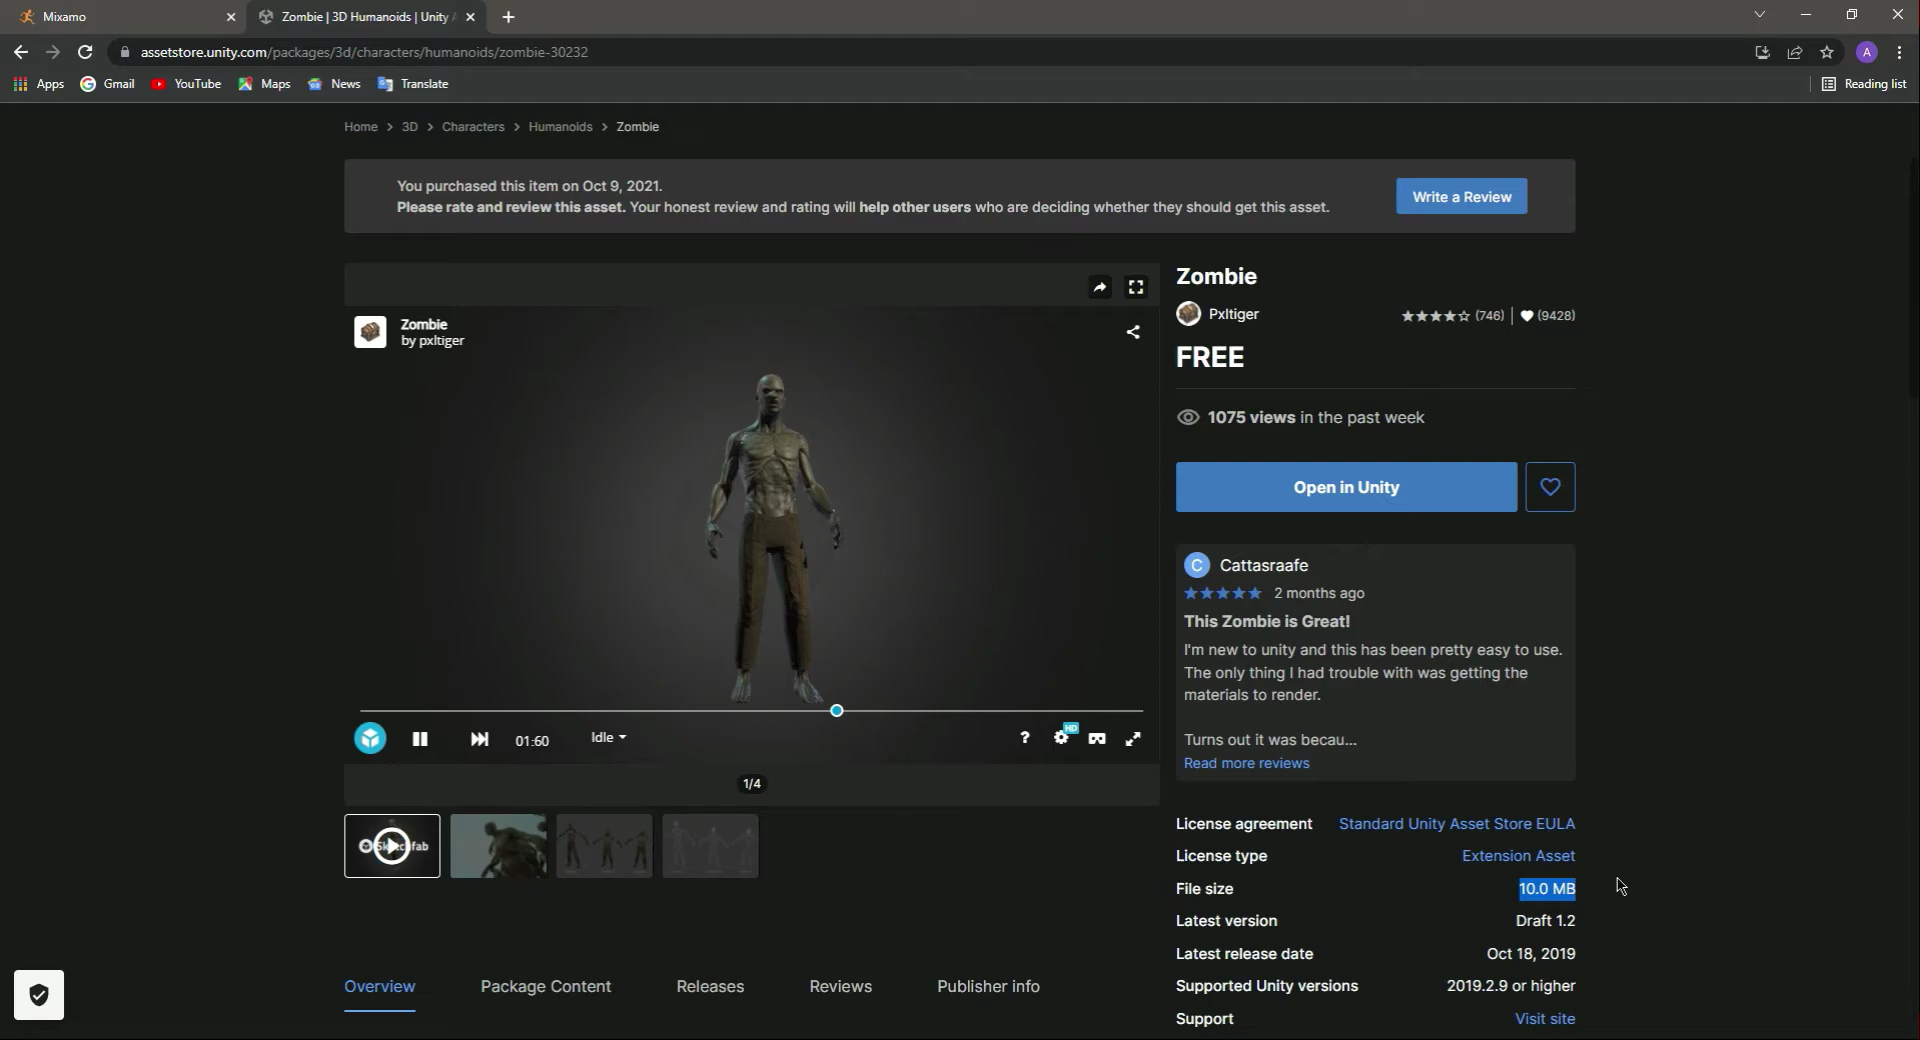 Mixamo
Zombie | 3D Humanoids | Unity A
assetstore.unity.com/packages/3d/characters/humanoids/zombie-30232
A
Apps
Gmail
YouTube
Maps
News
Translate
Reading list
Home > 3D > Characters > Humanoids > Zombie
You purchased this item on Oct 9, 2021.
Please rate and review this asset. Your honest review and rating will help other users who are deciding whether they should get this asset.
Write a Review
Zombie
by pxltiger
01:60
Idle
?
HD
1/4
Sketchfab
Zombie
Pxltiger
(746) | (9428)
FREE
1075 views in the past week
Open in Unity
C Cattasraafe
2 months ago
This Zombie is Great!
I'm new to unity and this has been pretty easy to use.
The only thing I had trouble with was getting the
materials to render.
Turns out it was becau...
Read more reviews
License agreement Standard Unity Asset Store EULA
License type Extension Asset
File size 10.0 MB
Latest version Draft 1.2
Latest release date Oct 18, 2019
Supported Unity versions 2019.2.9 or higher
Support Visit site
Overview
Package Content
Releases
Reviews
Publisher info